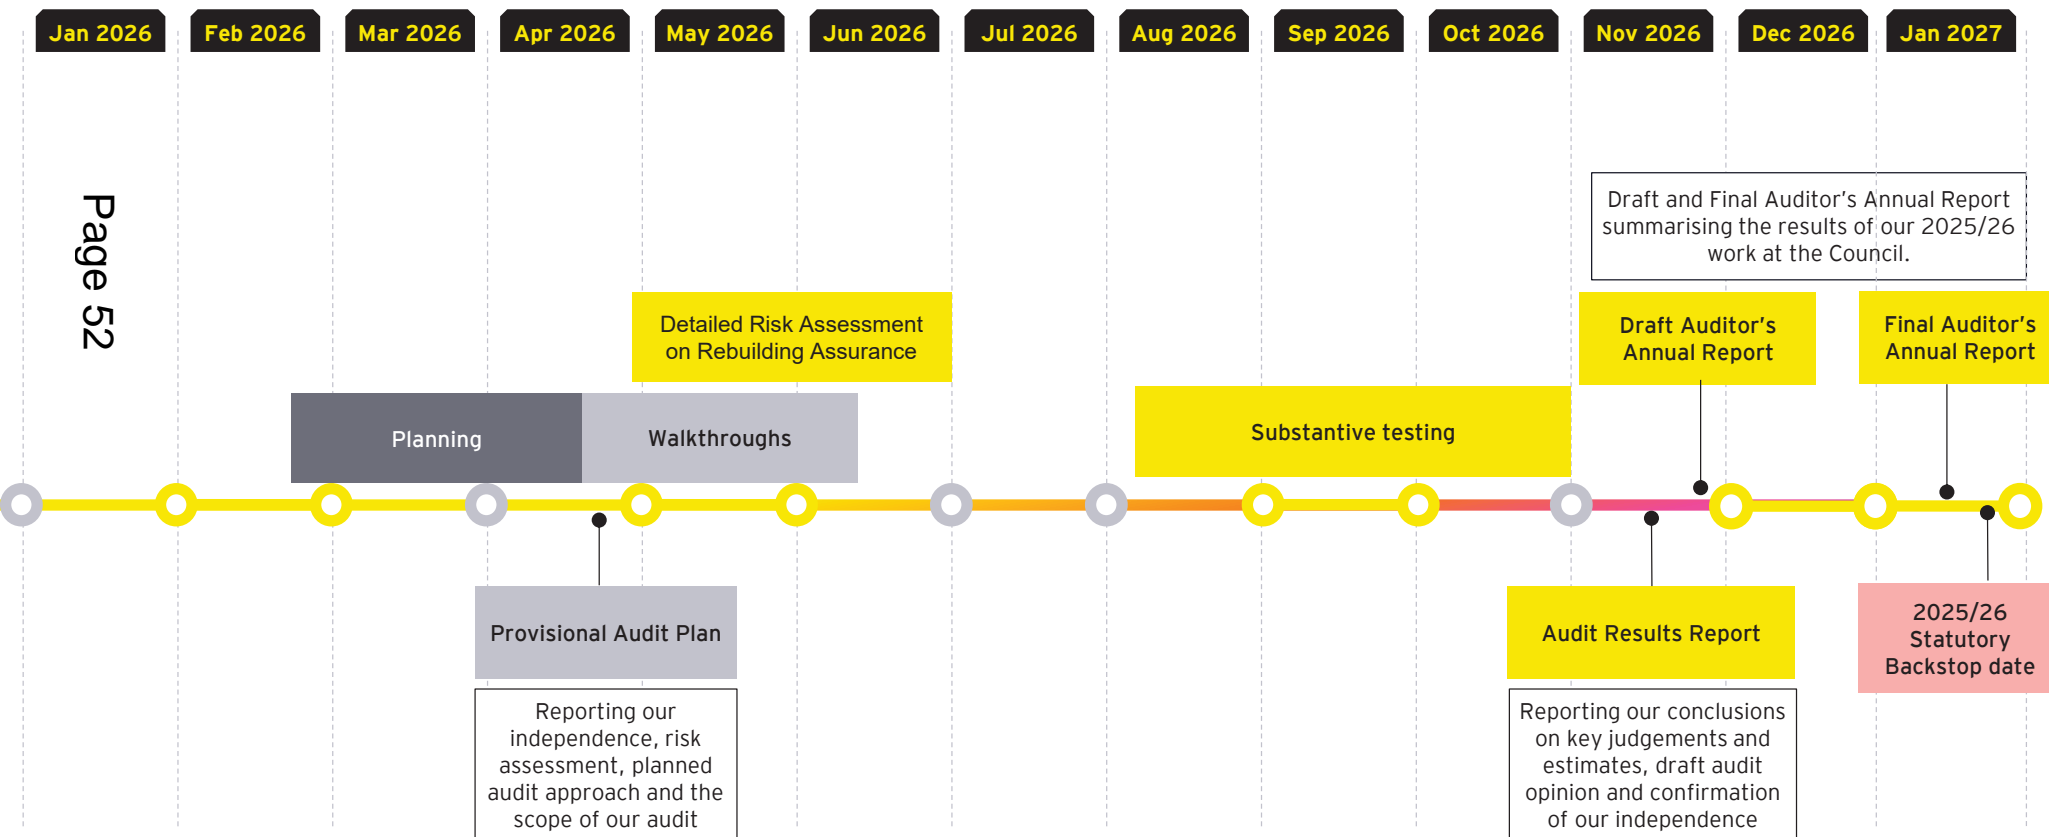 Jan 2026
Feb 2026
Mar 2026
Apr 2026
May 2026
Jun 2026
Jul 2026
Aug 2026
Sep 2026
Oct 2026
Nov 2026
Dec 2026
Jan 2027
Page 52
Draft and Final Auditor’s Annual Report
summarising the results of our 2025/26
work at the Council.
Detailed Risk Assessment
on Rebuilding Assurance
Draft Auditor’s
Annual Report
Final Auditor’s
Annual Report
Planning
Walkthroughs
Substantive testing
Provisional Audit Plan
Reporting our
independence, risk
assessment, planned
audit approach and the
scope of our audit
Audit Results Report
Reporting our conclusions
on key judgements and
estimates, draft audit
opinion and confirmation
of our independence
2025/26
Statutory
Backstop date